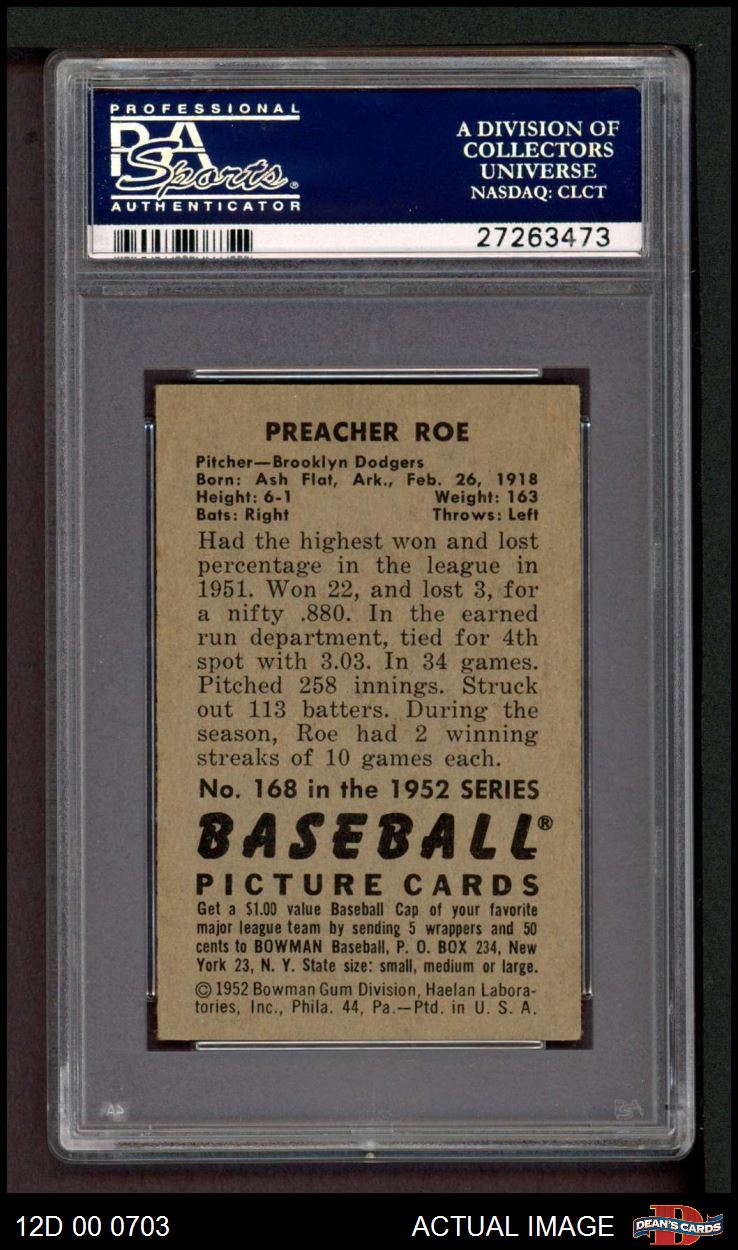 PROFESSIONAL
PSA
Sports®
AUTHENTICATOR
A DIVISION OF
COLLECTORS
UNIVERSE
NASDAQ: CLCT
27263473
PREACHER ROE
Pitcher—Brooklyn Dodgers
Born: Ash Flat, Ark., Feb. 26, 1918
Height: 6-1 Weight: 163
Bats: Right Throws: Left
Had the highest won and lost
percentage in the league in
1951. Won 22, and lost 3, for
a nifty .880. In the earned
run department, tied for 4th
spot with 3.03. In 34 games.
Pitched 258 innings. Struck
out 113 batters. During the
season, Roe had 2 winning
streaks of 10 games each.
No. 168 in the 1952 SERIES
BASEBALL®
PICTURE CARDS
Get a $1.00 value Baseball Cap of your favorite
major league team by sending 5 wrappers and 50
cents to BOWMAN Baseball, P. O. BOX 234, New
York 23, N. Y. State size: small, medium or large.
© 1952 Bowman Gum Division, Haelan Labora-
tories, Inc., Phila. 44, Pa.—Ptd. in U. S. A.
PSA
12D 00 0703
ACTUAL IMAGE
DEAN'S CARDS